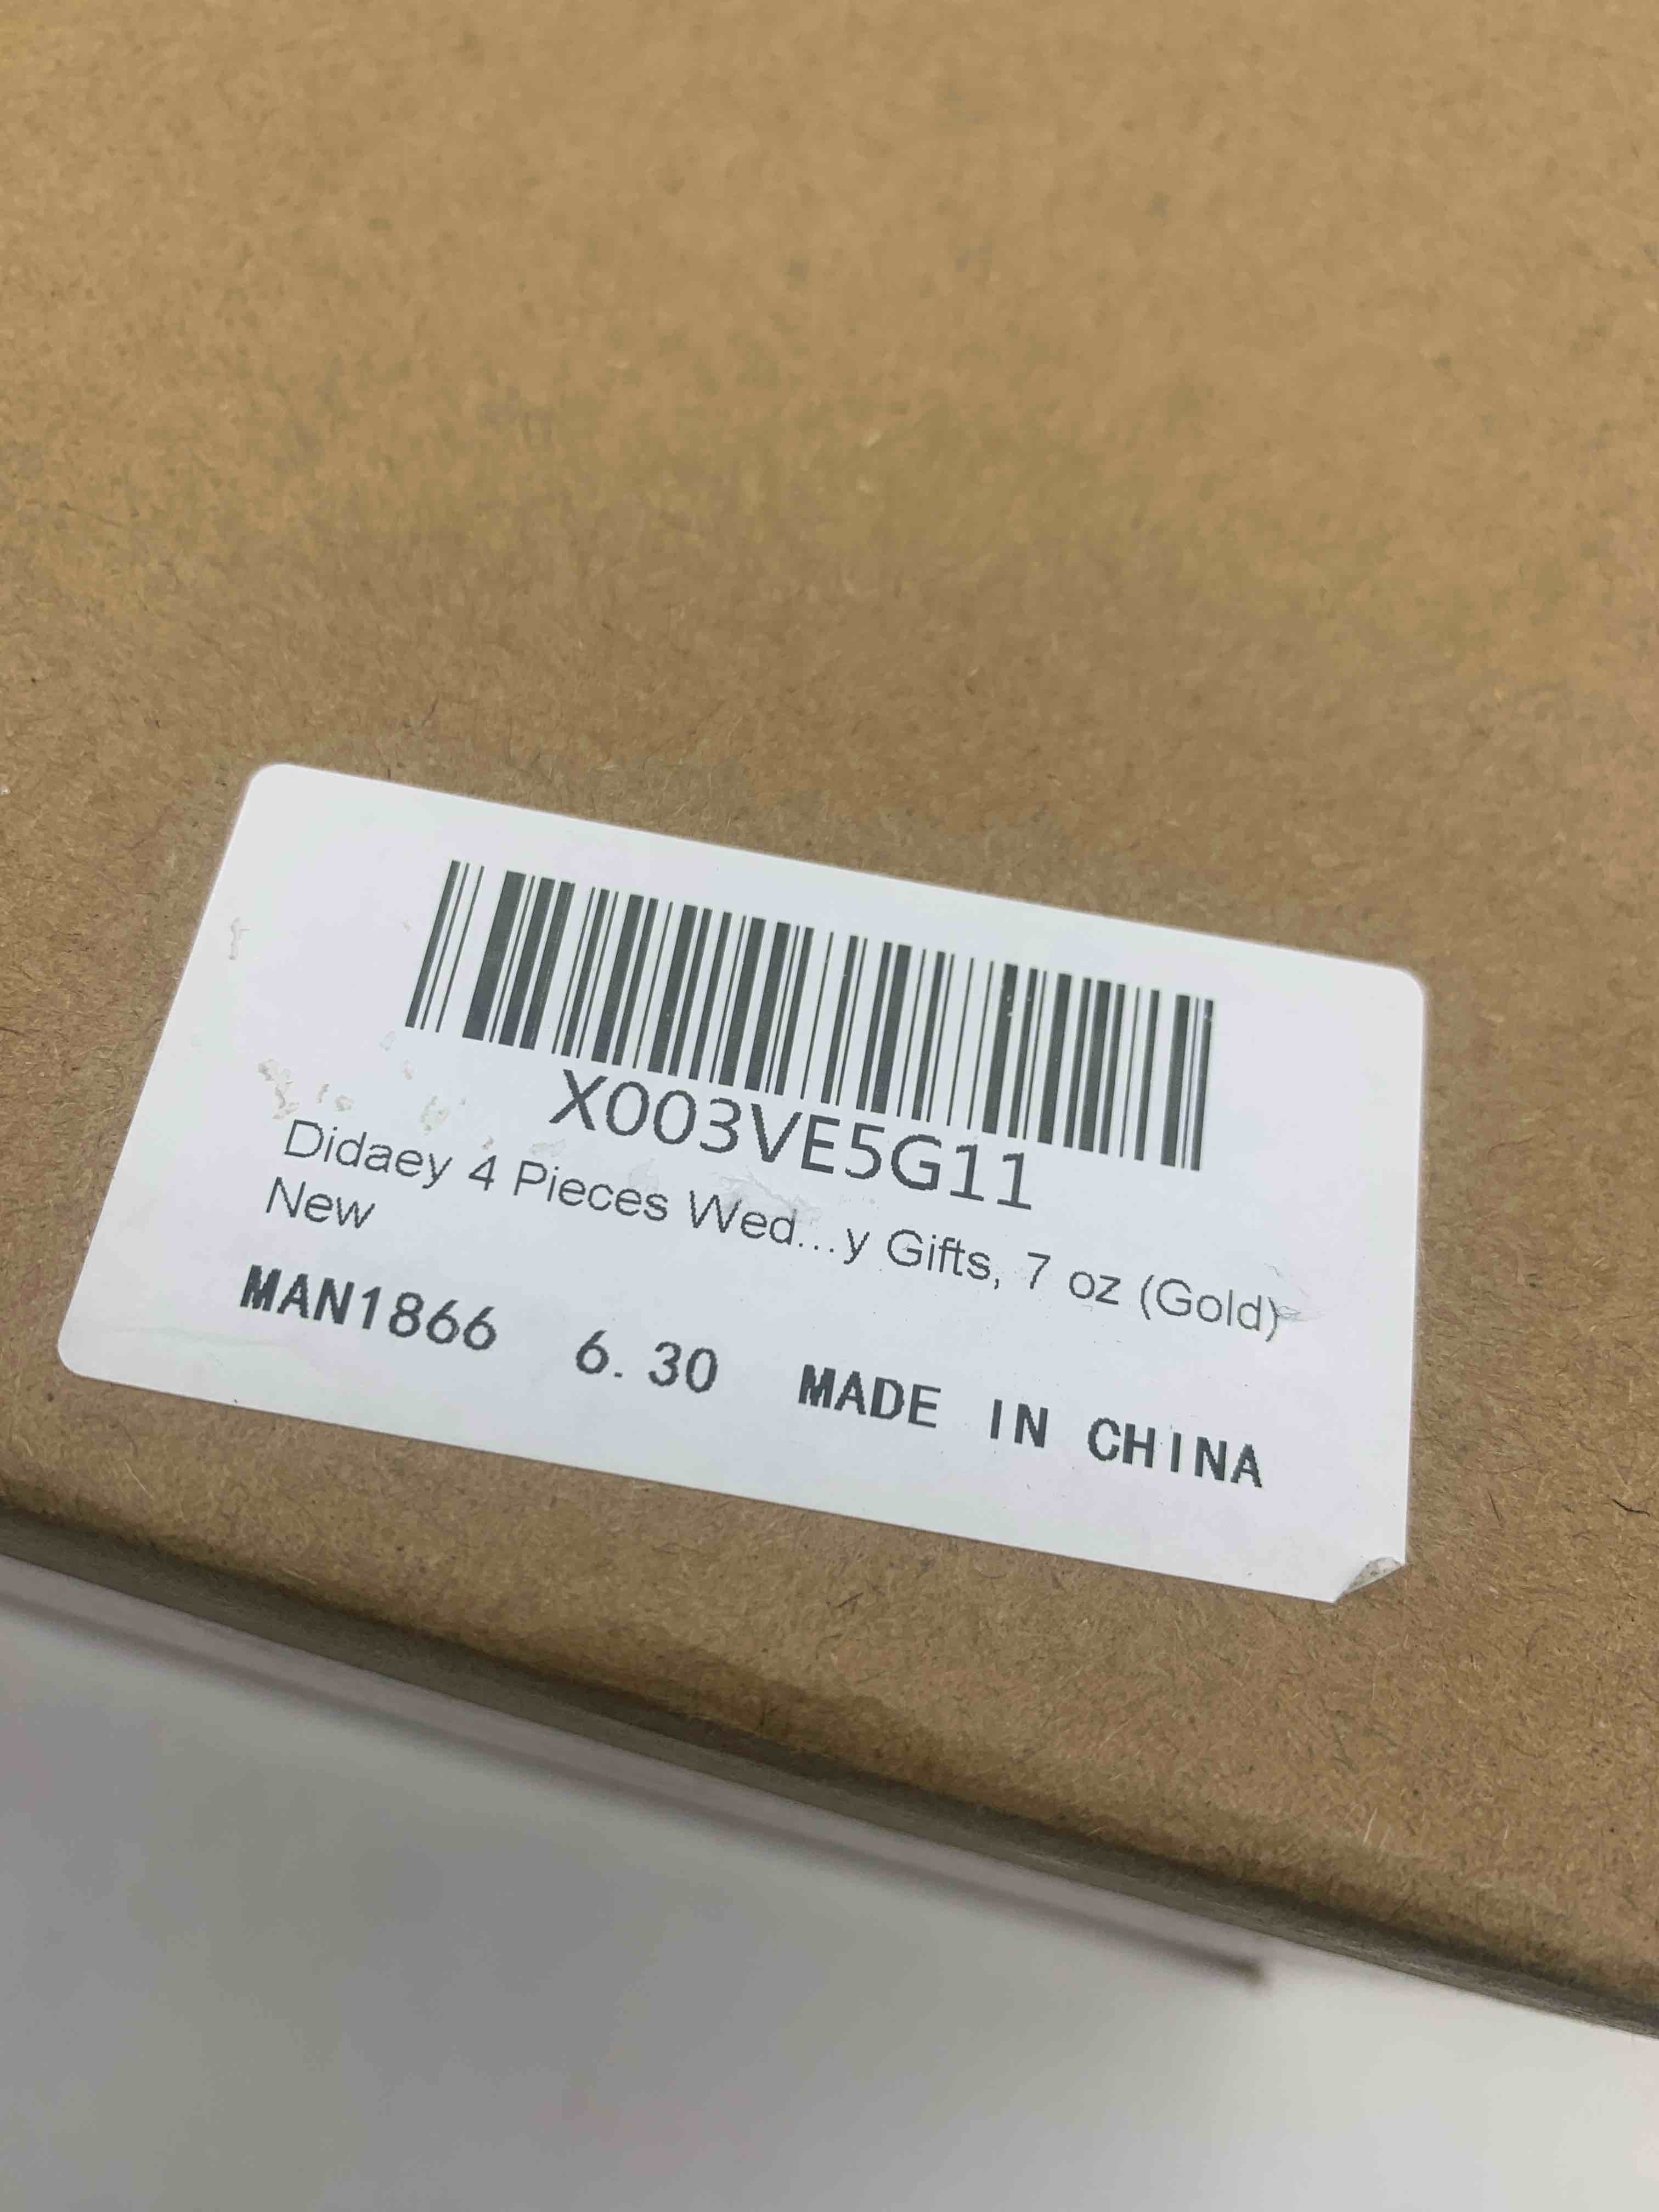 X003VE5G11
Didaey 4 Pieces Wed...y Gifts, 7 oz (Gold)
New
MAN1866 6.30 MADE IN CHINA